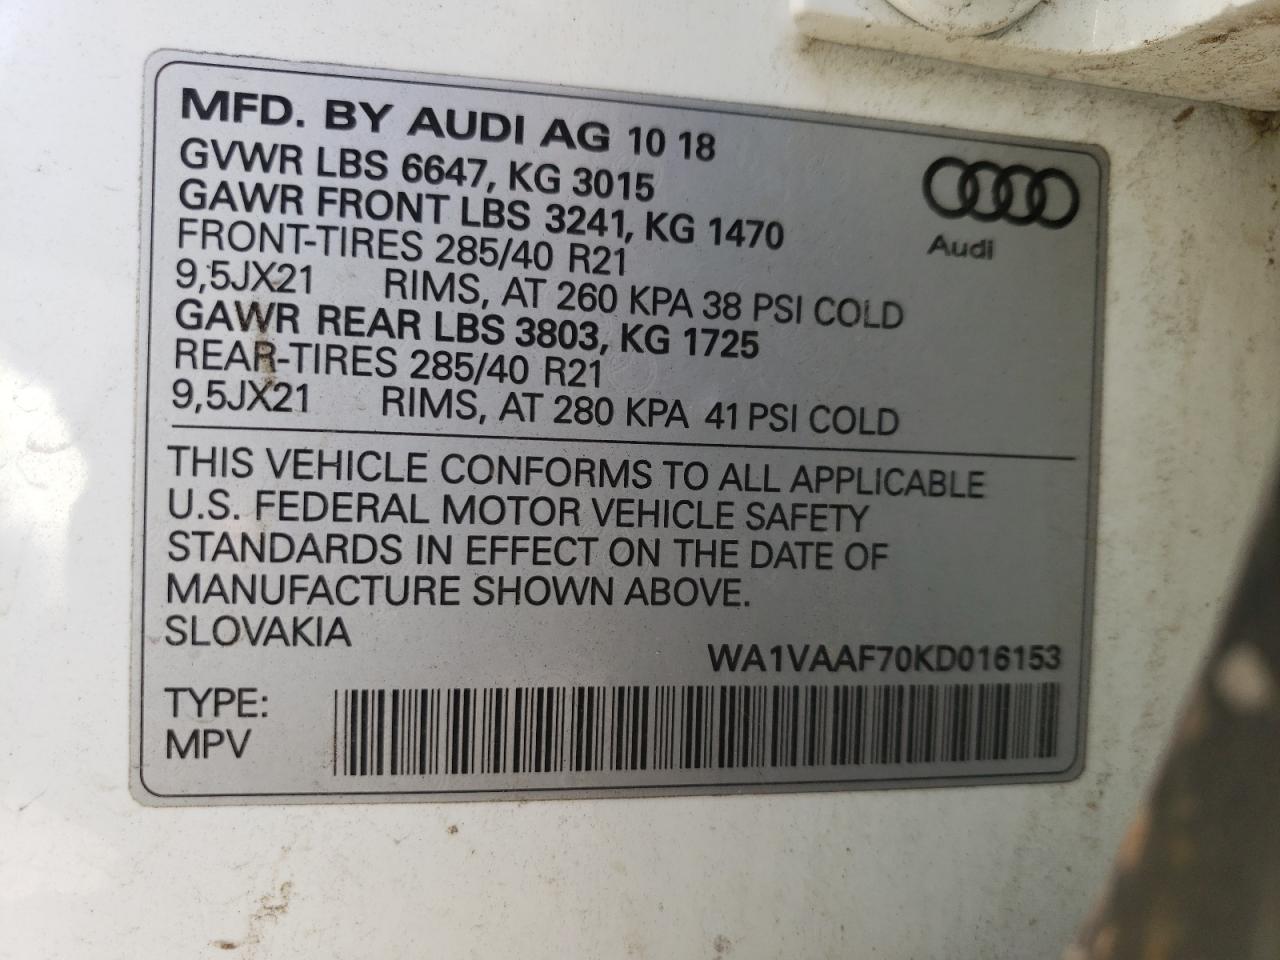 MFD. BY AUDI AG 10 18
GVWR LBS 6647, KG 3015
GAWR FRONT LBS 3241, KG 1470
FRONT-TIRES 285/40 R21
9,5JX21 RIMS, AT 260 KPA 38 PSI COLD
GAWR REAR LBS 3803, KG 1725
REAR-TIRES 285/40 R21
9,5JX21 RIMS, AT 280 KPA 41 PSI COLD
Audi
THIS VEHICLE CONFORMS TO ALL APPLICABLE
U.S. FEDERAL MOTOR VEHICLE SAFETY
STANDARDS IN EFFECT ON THE DATE OF
MANUFACTURE SHOWN ABOVE.
SLOVAKIA
WA1VAAF70KD016153
TYPE:
MPV